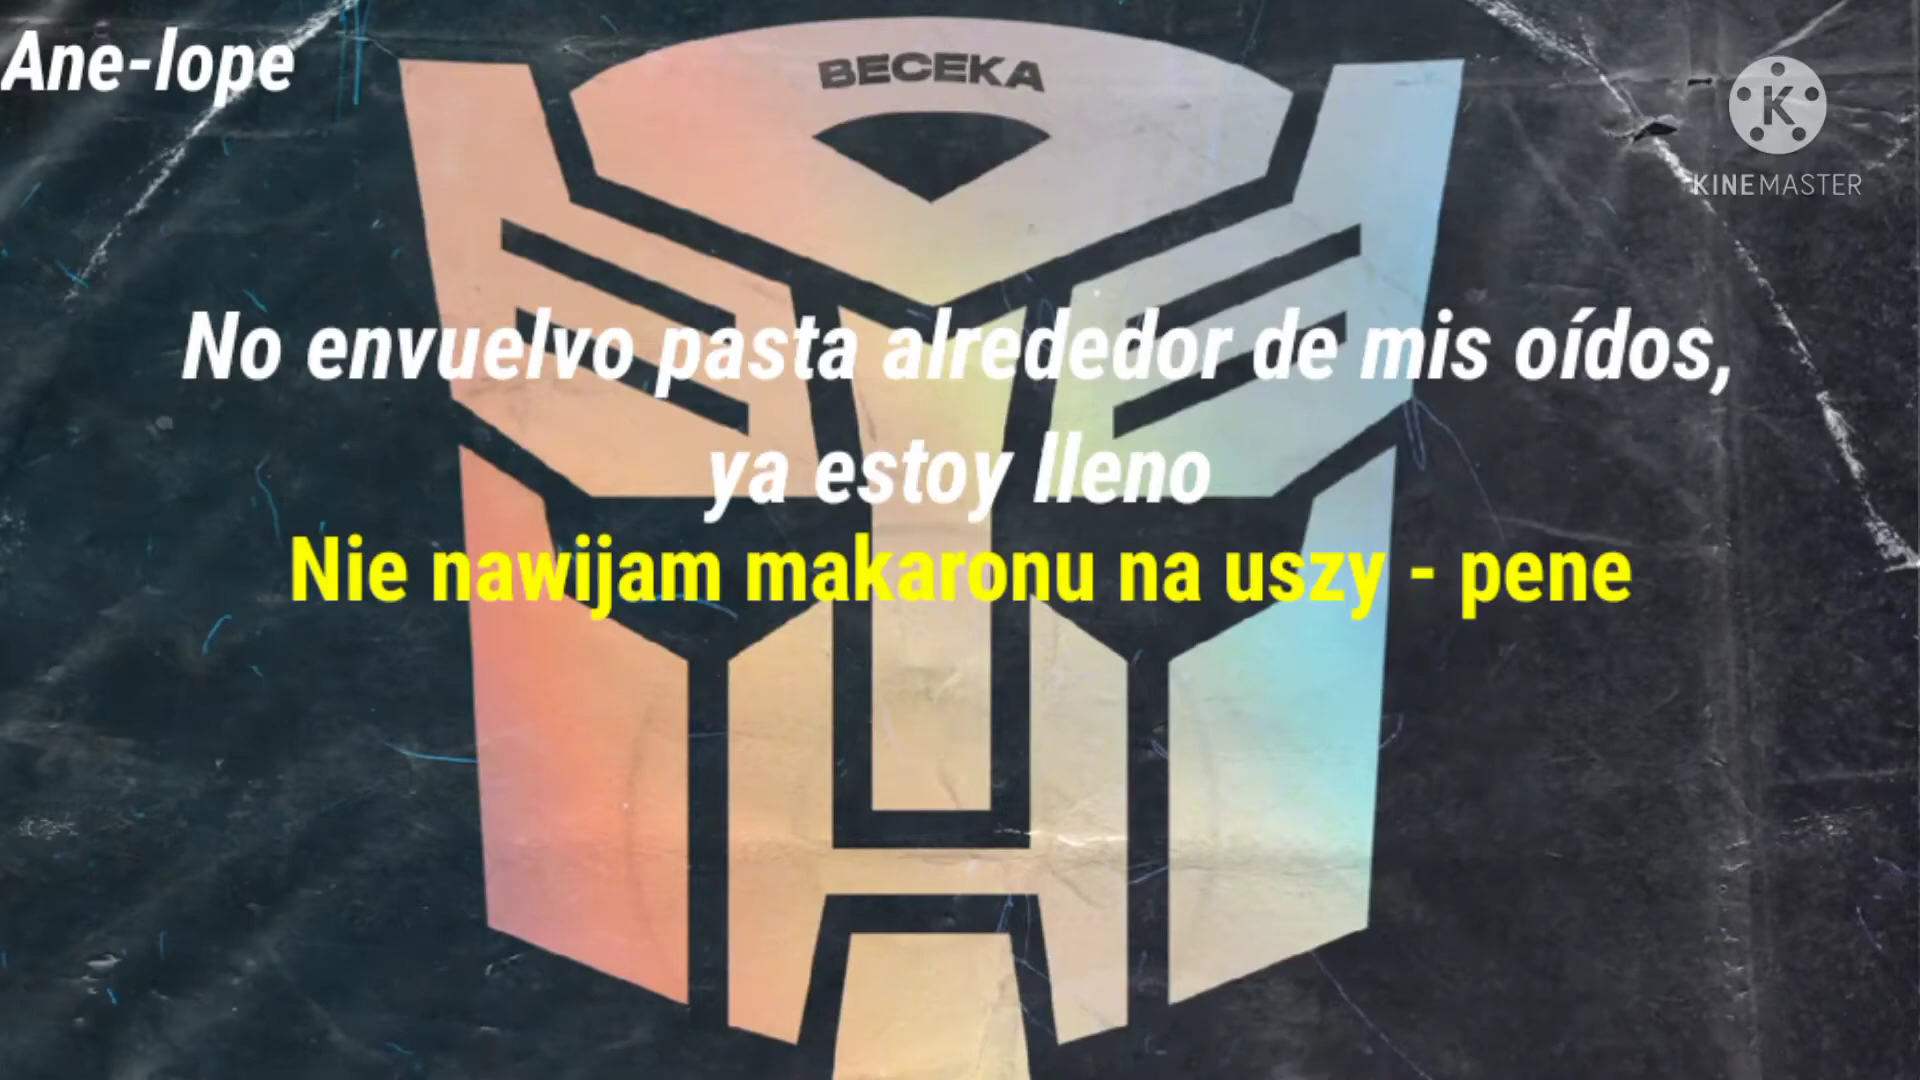 Ane-lope
BECEKA
KINEMASTER
No envuelvo pasta alrededor de mis oídos,
ya estoy lleno
Nie nawijam makaronu na uszy - pene